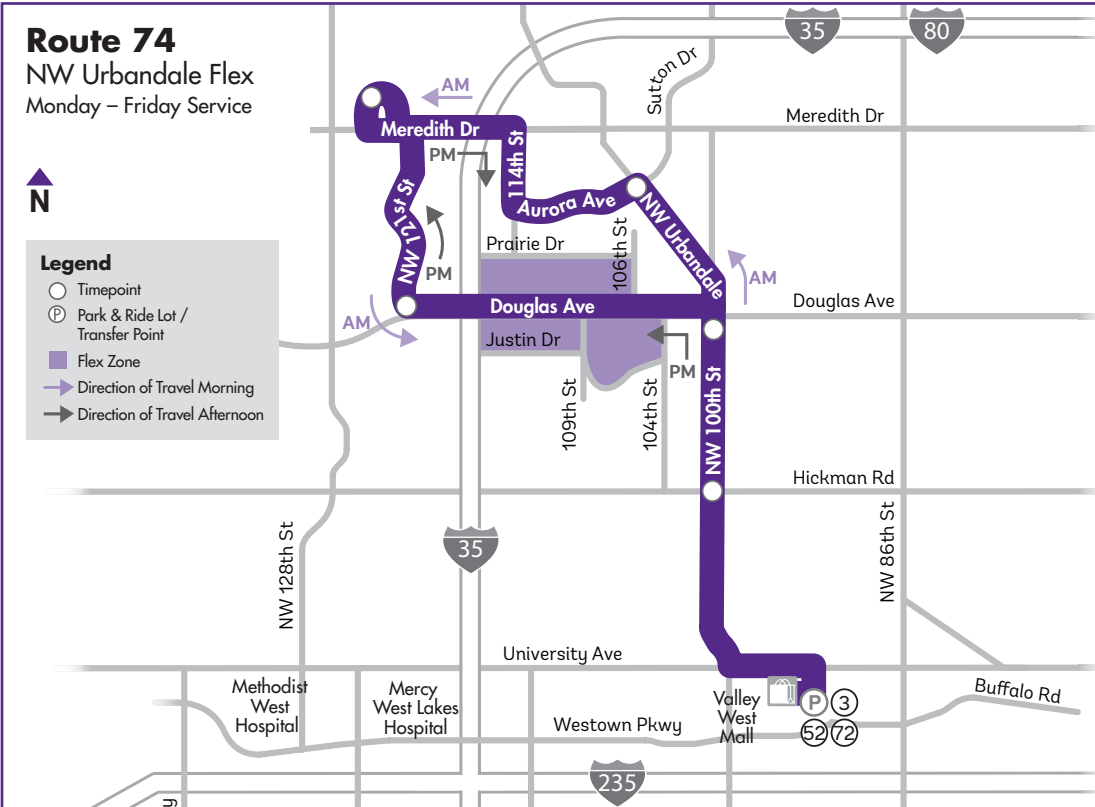 Route 74
NW Urbandale Flex
Monday – Friday Service
N
Legend
Timepoint
P
Park & Ride Lot /
Transfer Point
Flex Zone
Direction of Travel Morning
Direction of Travel Afternoon
35
80
Sutton Dr
AM
Meredith Dr
Meredith Dr
PM
114th St
NW 121st St
Aurora Ave
NW Urbandale
Prairie Dr
106th St
PM
AM
Douglas Ave
Douglas Ave
AM
Justin Dr
PM
109th St
104th St
NW 100th St
Hickman Rd
NW 86th St
NW 128th St
35
University Ave
Methodist
West
Hospital
Mercy
West Lakes
Hospital
Valley
West
Mall
P
3
52
72
Buffalo Rd
Westown Pkwy
235
y